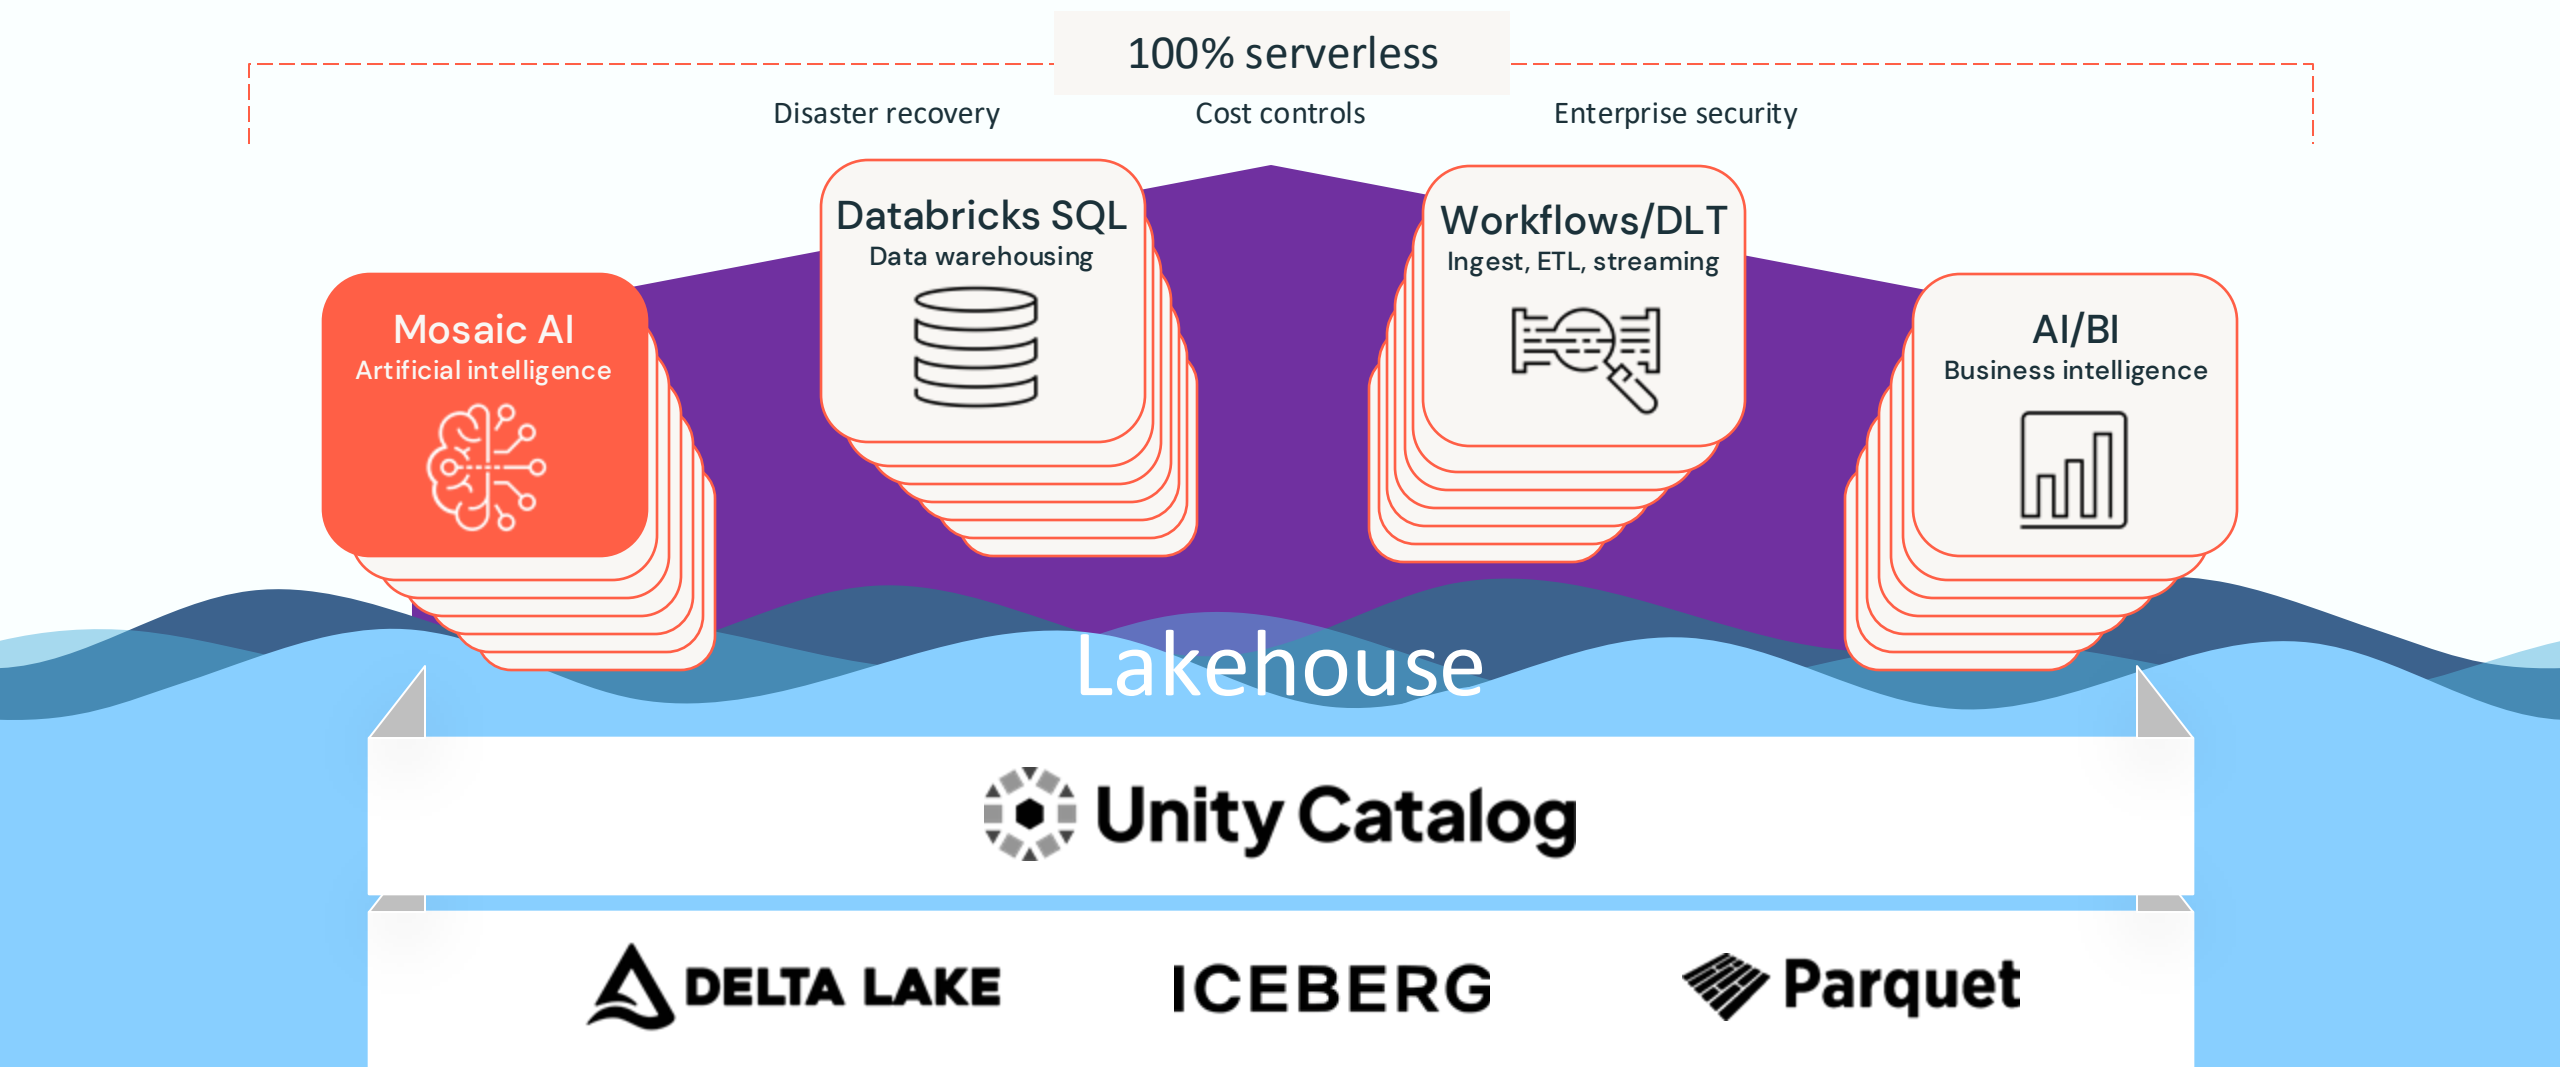 100% serverless
Disaster recovery
Cost controls
Enterprise security
Databricks SQL
Data warehousing
Workflows/DLT
Ingest, ETL, streaming
Mosaic AI
Artificial intelligence
AI/BI
Business intelligence
Lakehouse
Unity Catalog
DELTA LAKE
ICEBERG
Parquet